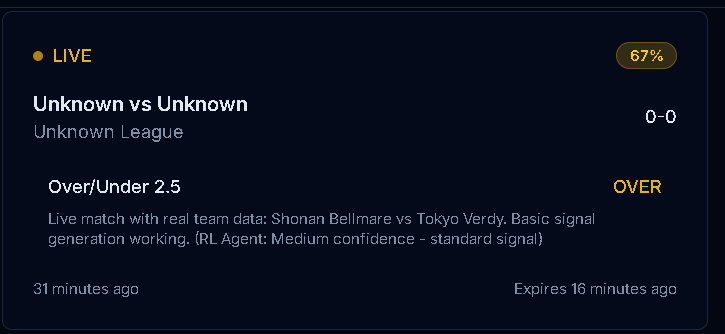 LIVE 67%
Unknown vs Unknown
Unknown League 0-0
Over/Under 2.5 OVER
Live match with real team data: Shonan Bellmare vs Tokyo Verdy. Basic signal
generation working. (RL Agent: Medium confidence - standard signal)
31 minutes ago Expires 16 minutes ago